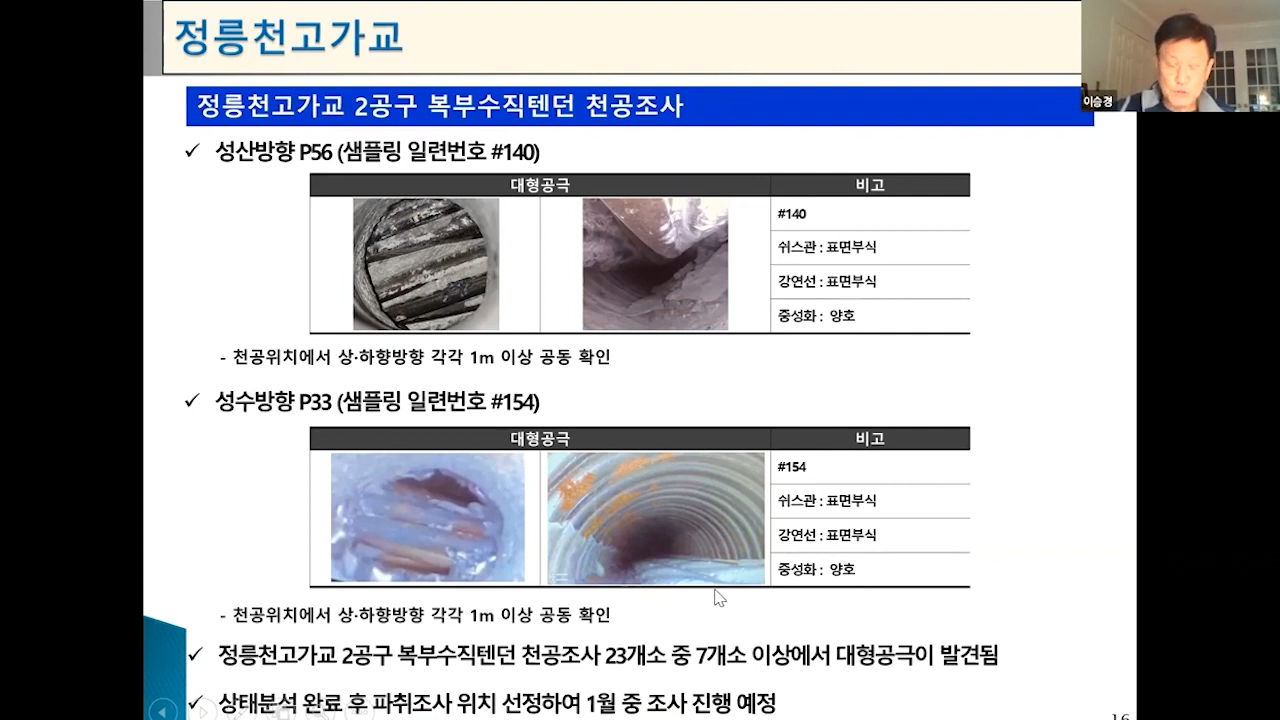 정릉천고가교
이승경
정릉천고가교 2공구 복부수직텐던 천공조사
✓ 성산방향 P56 (샘플링 일련번호 #140)
대형공극 비고
#140
쉬스관 : 표면부식
강연선 : 표면부식
중성화 : 양호
- 천공위치에서 상·하향방향 각각 1m 이상 공동 확인
✓ 성수방향 P33 (샘플링 일련번호 #154)
대형공극 비고
#154
쉬스관 : 표면부식
강연선 : 표면부식
중성화 : 양호
- 천공위치에서 상·하향방향 각각 1m 이상 공동 확인
✓ 정릉천고가교 2공구 복부수직텐던 천공조사 23개소 중 7개소 이상에서 대형공극이 발견됨
✓ 상태분석 완료 후 파취조사 위치 선정하여 1월 중 조사 진행 예정
16